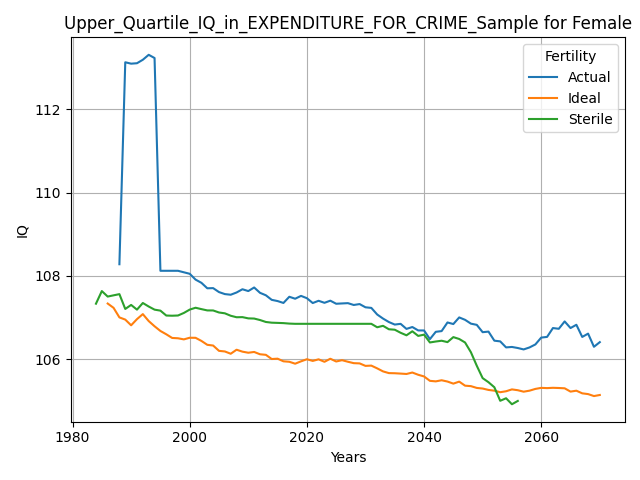 Upper_Quartile_IQ_in_EXPENDITURE_FOR_CRIME_Sample for Female
Fertility
Actual
Ideal
Sterile
IQ
112
110
108
106
1980
2000
2020
2040
2060
Years